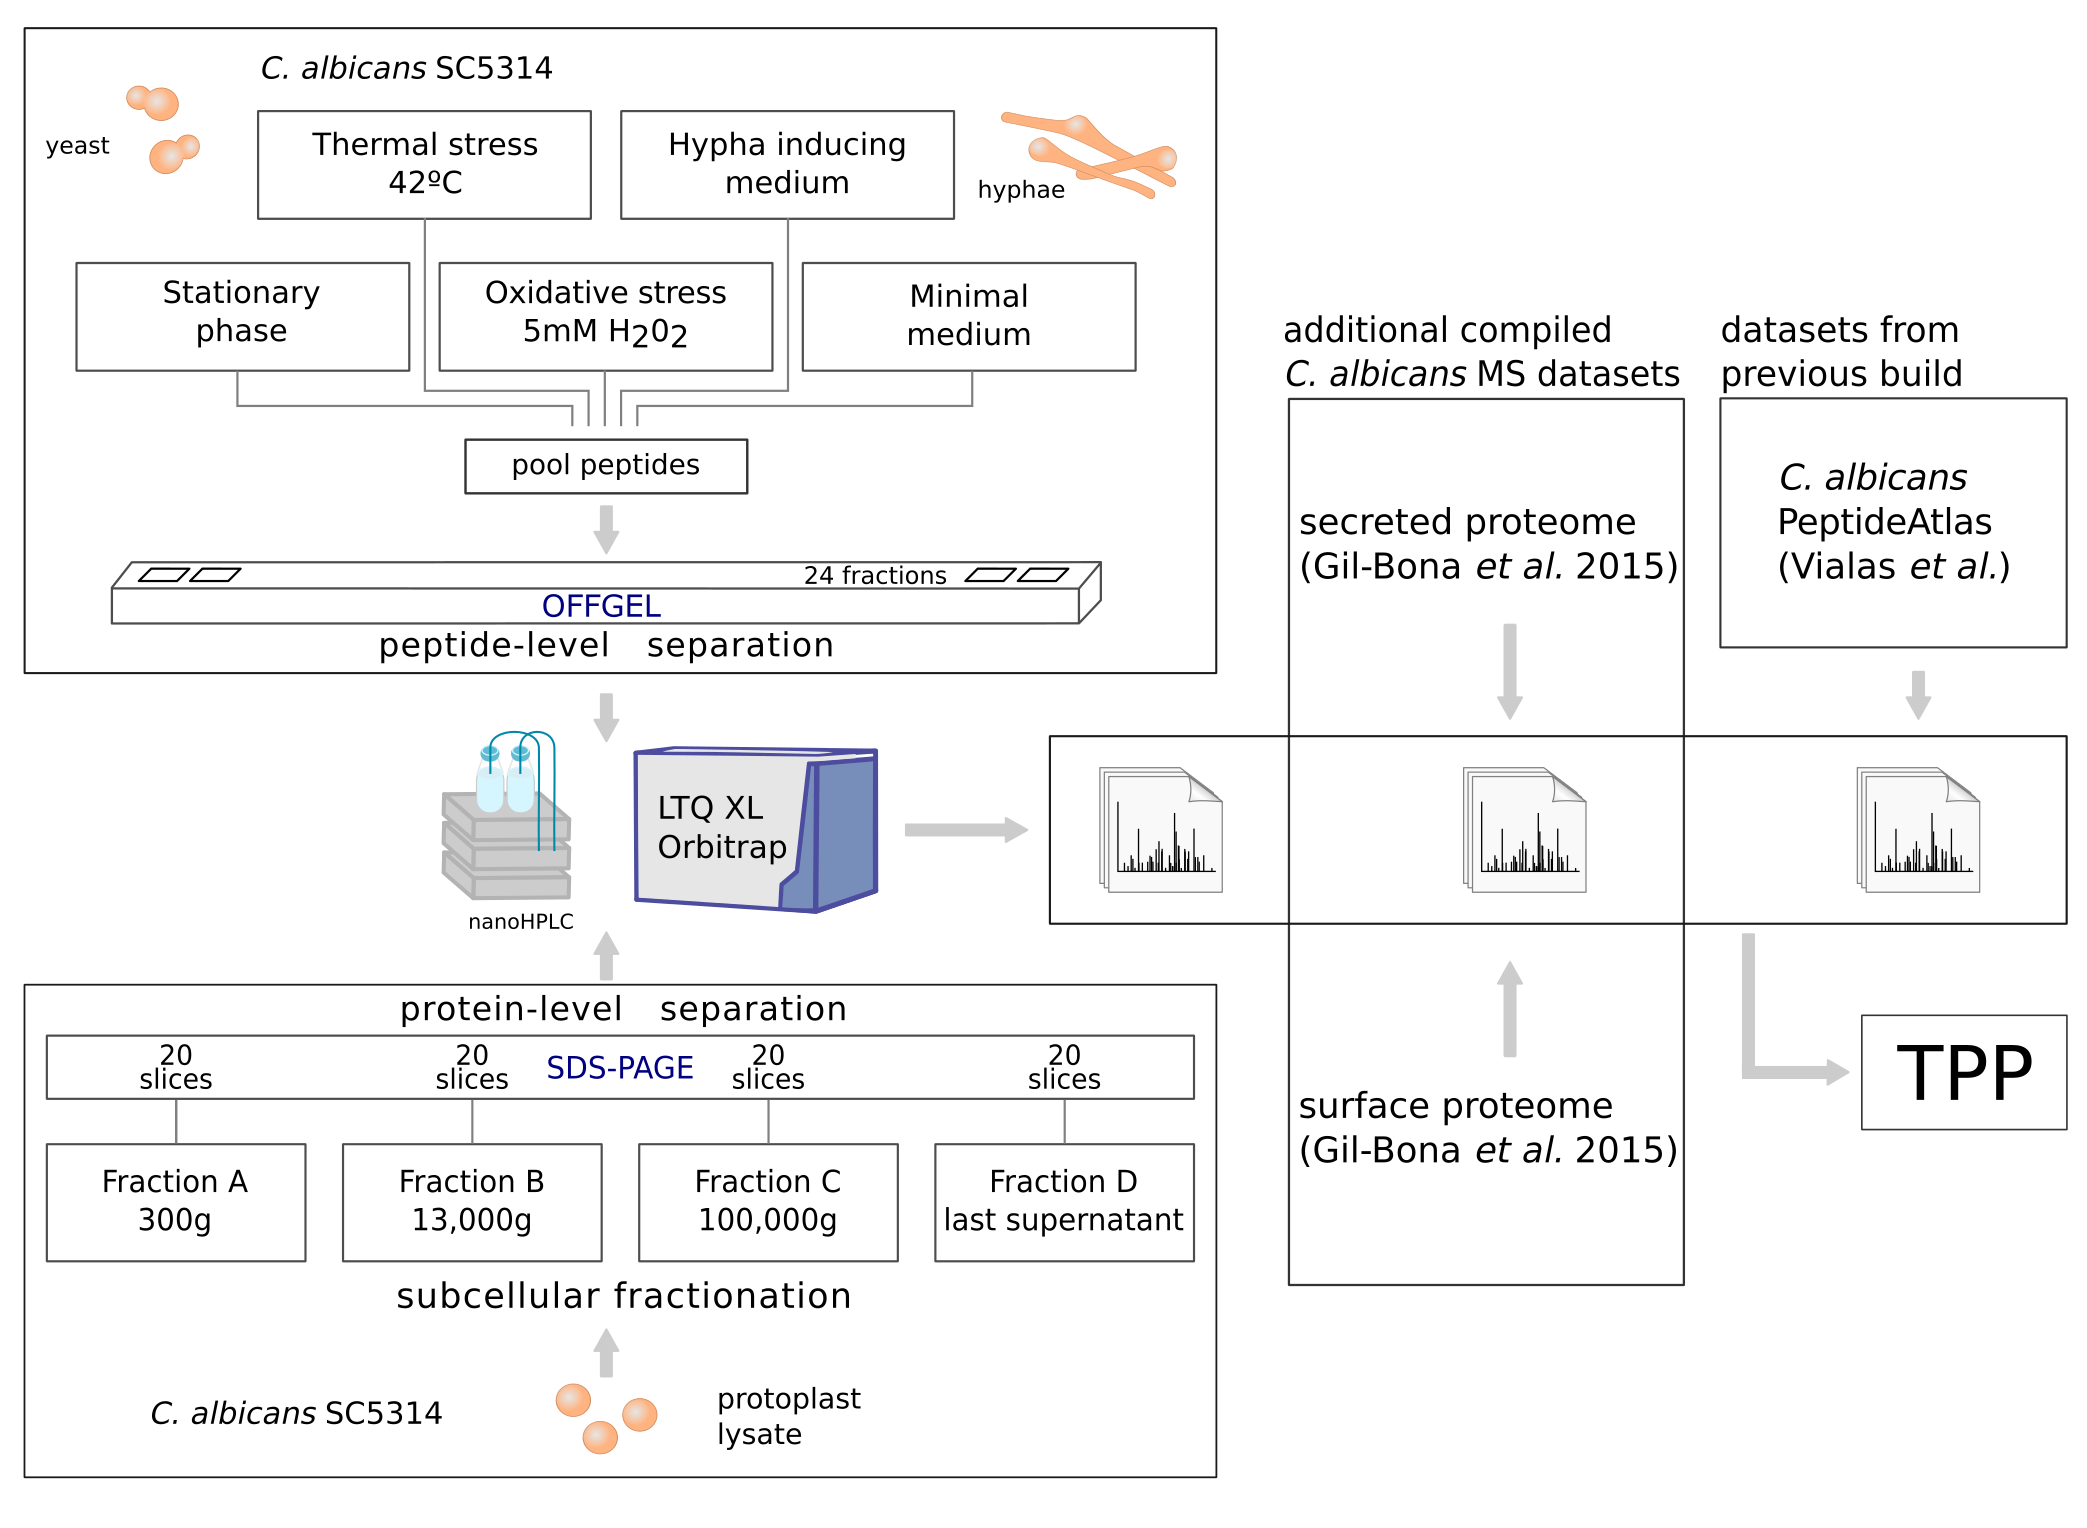 C. albicans SC5314
yeast
Thermal stress
42ºC
Hypha inducing
medium
hyphae
Stationary
phase
Oxidative stress
5mM H202
Minimal
medium
pool peptides
24 fractions
OFFGEL
peptide-level separation
nanoHPLC
LTQ XL
Orbitrap
protein-level separation
20
slices
20
slices
SDS-PAGE
20
slices
20
slices
Fraction A
300g
Fraction B
13,000g
Fraction C
100,000g
Fraction D
last supernatant
subcellular fractionation
C. albicans SC5314
protoplast
lysate
additional compiled
C. albicans MS datasets
secreted proteome
(Gil-Bona et al. 2015)
surface proteome
(Gil-Bona et al. 2015)
datasets from
previous build
C. albicans
PeptideAtlas
(Vialas et al.)
TPP